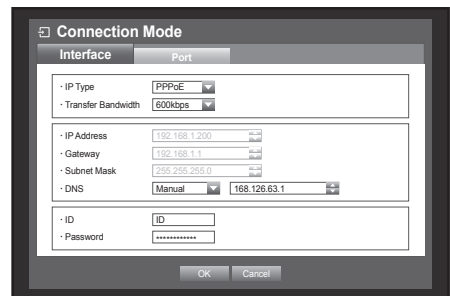 Connection Mode
Interface Port
· IP Type PPPoE
· Transfer Bandwidth 600kbps
· IP Address 192.168.1.200
· Gateway 192.168.1.1
· Subnet Mask 255.255.255.0
· DNS Manual 168.126.63.1
· ID ID
· Password ************
OK Cancel